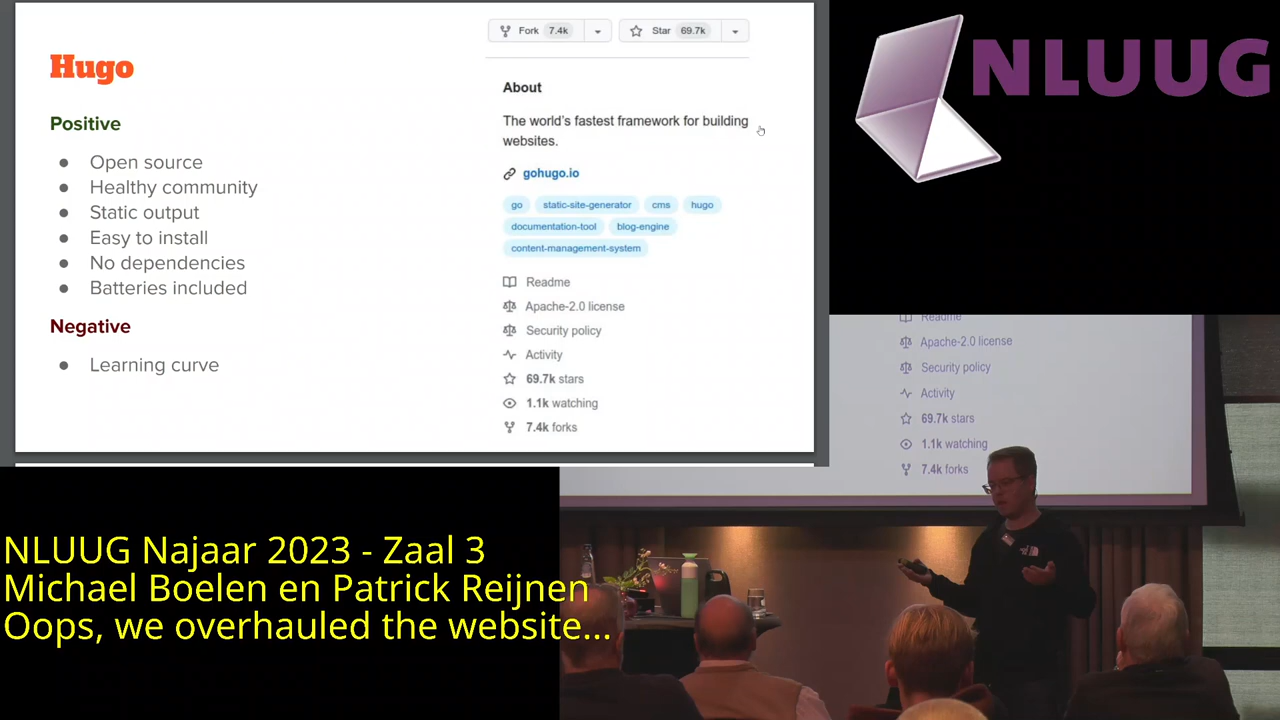 Fork 7.4k
Star 69.7k
Hugo
Positive
Open source
Healthy community
Static output
Easy to install
No dependencies
Batteries included
Negative
Learning curve
About
The world's fastest framework for building
websites.
gohugo.io
go static-site-generator cms hugo
documentation-tool blog-engine
content-management-system
Readme
Apache-2.0 license
Security policy
Activity
69.7k stars
1.1k watching
7.4k forks
NLUUG
Readme
Apache-2.0 license
Security policy
Activity
69.7k stars
1.1k watching
7.4k forks
NLUUG Najaar 2023 - Zaal 3
Michael Boelen en Patrick Reijnen
Oops, we overhauled the website...